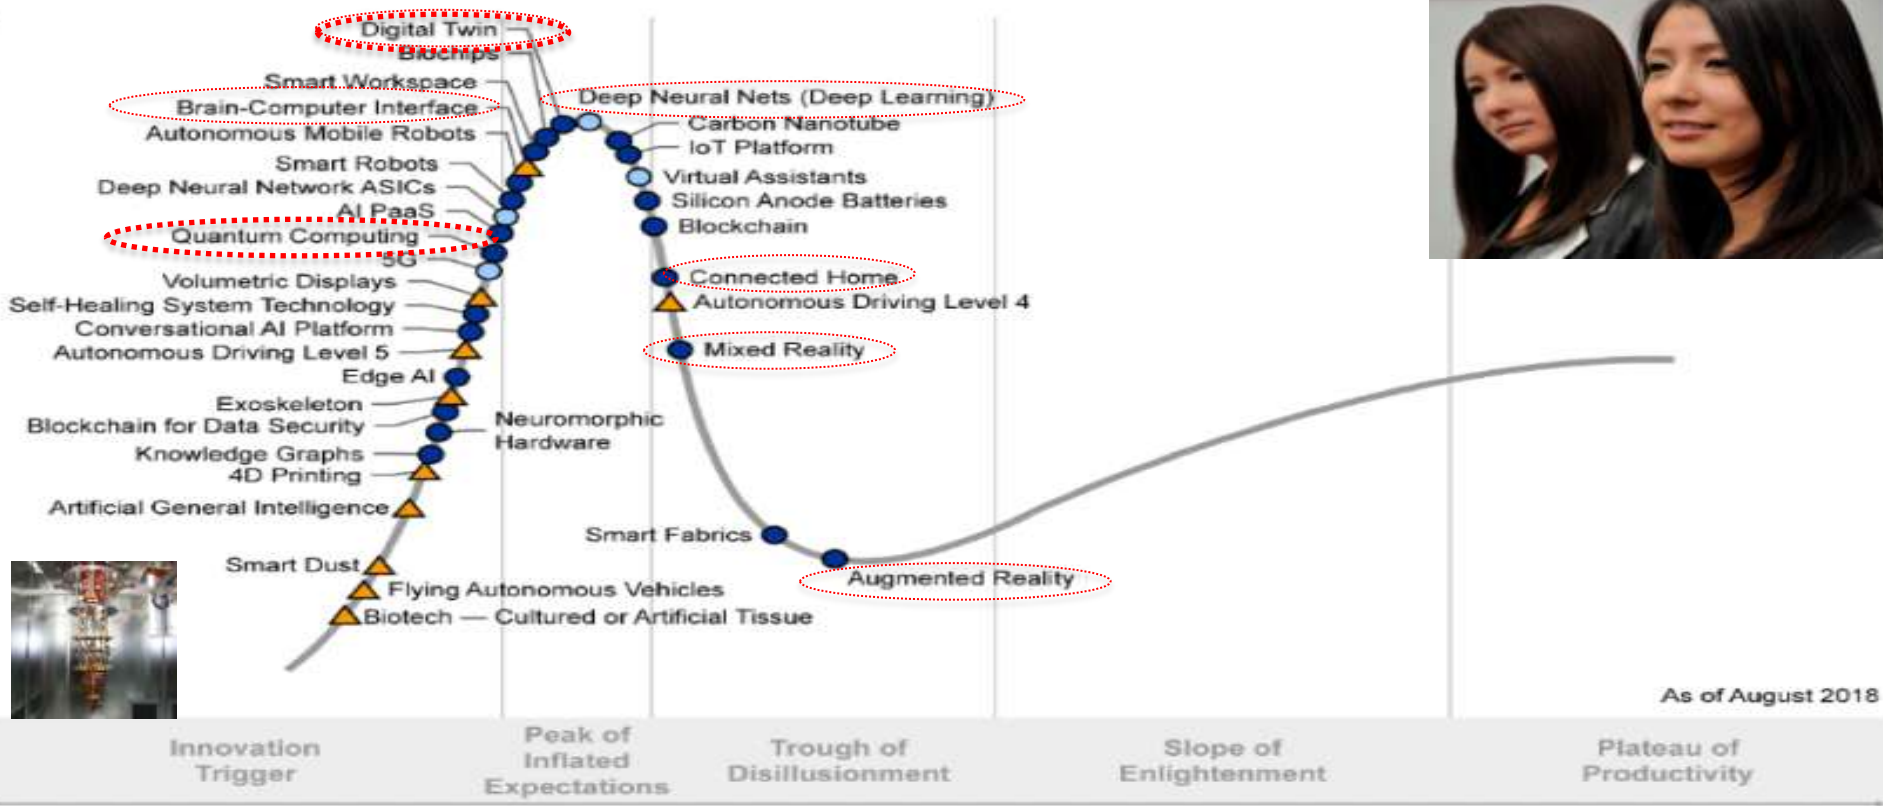 Digital Twin
Biochips
Smart Workspace
Brain-Computer Interface
Autonomous Mobile Robots
Smart Robots
Deep Neural Network ASICs
AI PaaS
Quantum Computing
5G
Volumetric Displays
Self-Healing System Technology
Conversational AI Platform
Autonomous Driving Level 5
Edge AI
Exoskeleton
Blockchain for Data Security
Neuromorphic
Hardware
Knowledge Graphs
4D Printing
Artificial General Intelligence
Smart Dust
Flying Autonomous Vehicles
Biotech — Cultured or Artificial Tissue
Deep Neural Nets (Deep Learning)
Carbon Nanotube
IoT Platform
Virtual Assistants
Silicon Anode Batteries
Blockchain
Connected Home
Autonomous Driving Level 4
Mixed Reality
Smart Fabrics
Augmented Reality
As of August 2018
Innovation
Trigger
Peak of
Inflated
Expectations
Trough of
Disillusionment
Slope of
Enlightenment
Plateau of
Productivity